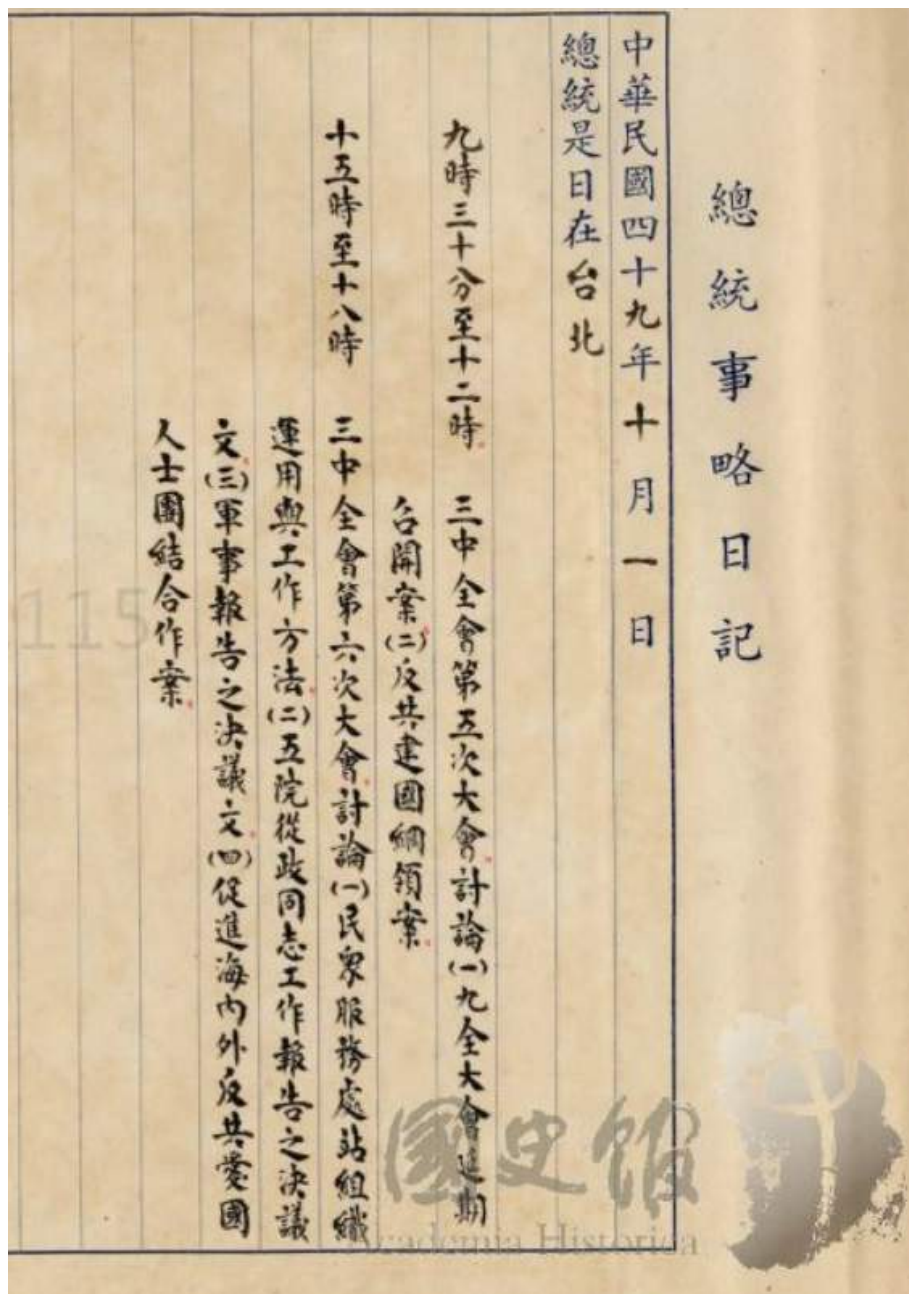 總統事略日記
中華民國四十九年十月一日
總統是日在台北
九時三十分至十二時。 三中全會第五次大會。討論(一)九全大會延期
召開案。(二)反共建國綱領案。
十五時至十八時 三中全會第六次大會。討論(一)民眾服務處站組織
運用與工作方法。(二)五院從政同志工作報告之決議
文。(三)軍事報告之決議文。(四)促進海內外反共愛國
人士團結合作案。
115
國史館
Academia Historica